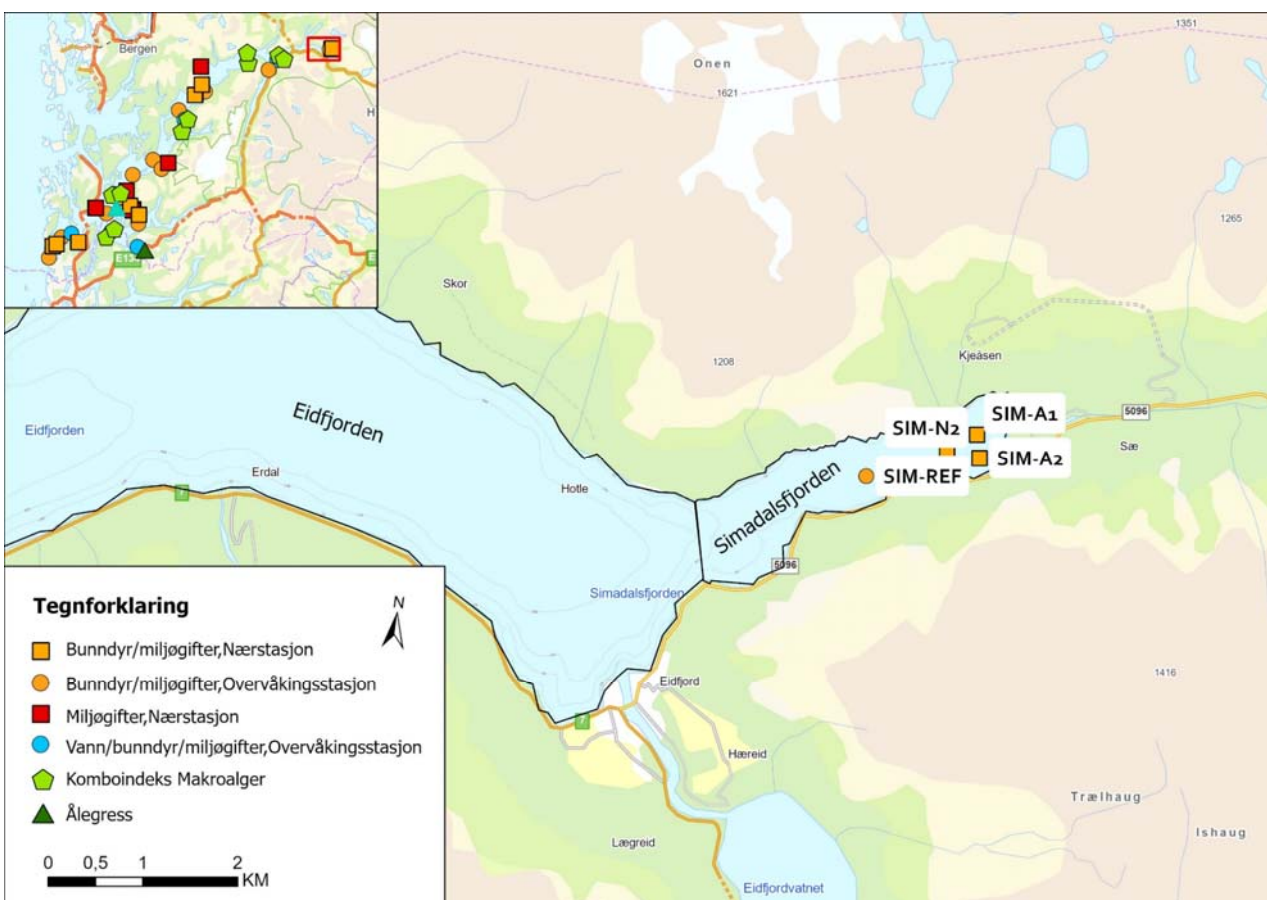 Bergen
H
E134
E
1351
Onen
1621
1265
Skor
1208
Kjeåsen
SIM-A1
5096
SIM-N2
Sæ
SIM-A2
SIM-REF
Eidfjorden
Eidfjorden
Erdal
Hotle
7
Simadalsfjorden
5096
Simadalsfjorden
Tegnforklaring
N
Bunndyr/miljøgifter,Nærstasjon
Bunndyr/miljøgifter,Overvåkingsstasjon
Miljøgifter,Nærstasjon
Vann/bunndyr/miljøgifter,Overvåkingsstasjon
Komboindeks Makroalger
Ålegress
0 0,5 1 2
KM
1416
Eidfjord
7
Hæreid
Trælhaug
Ishaug
Lægreid
Eidfjordvatnet